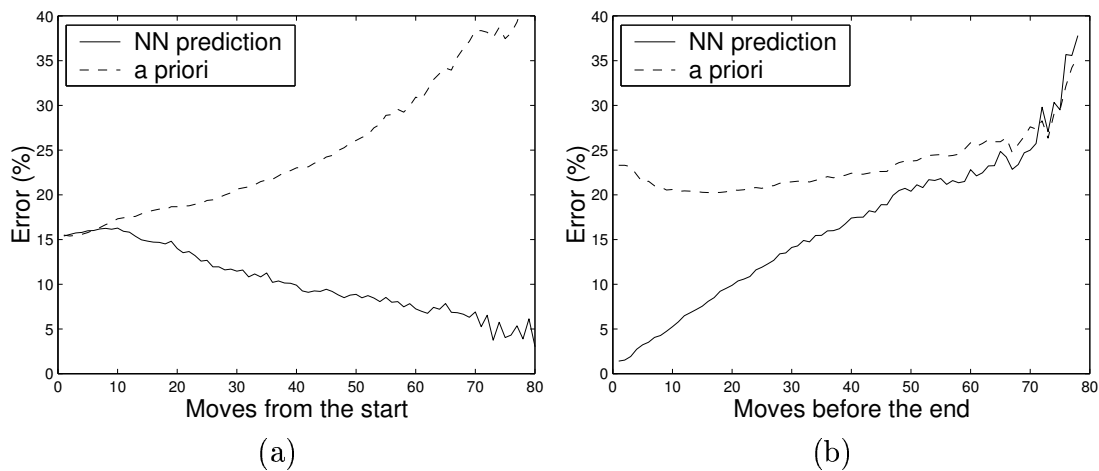 40
35
30
25
20
15
10
5
0
Error (%)
NN prediction
a priori
0 10 20 30 40 50 60 70 80
Moves from the start
(a)
40
35
30
25
20
15
10
5
0
Error (%)
NN prediction
a priori
0 10 20 30 40 50 60 70 80
Moves before the end
(b)